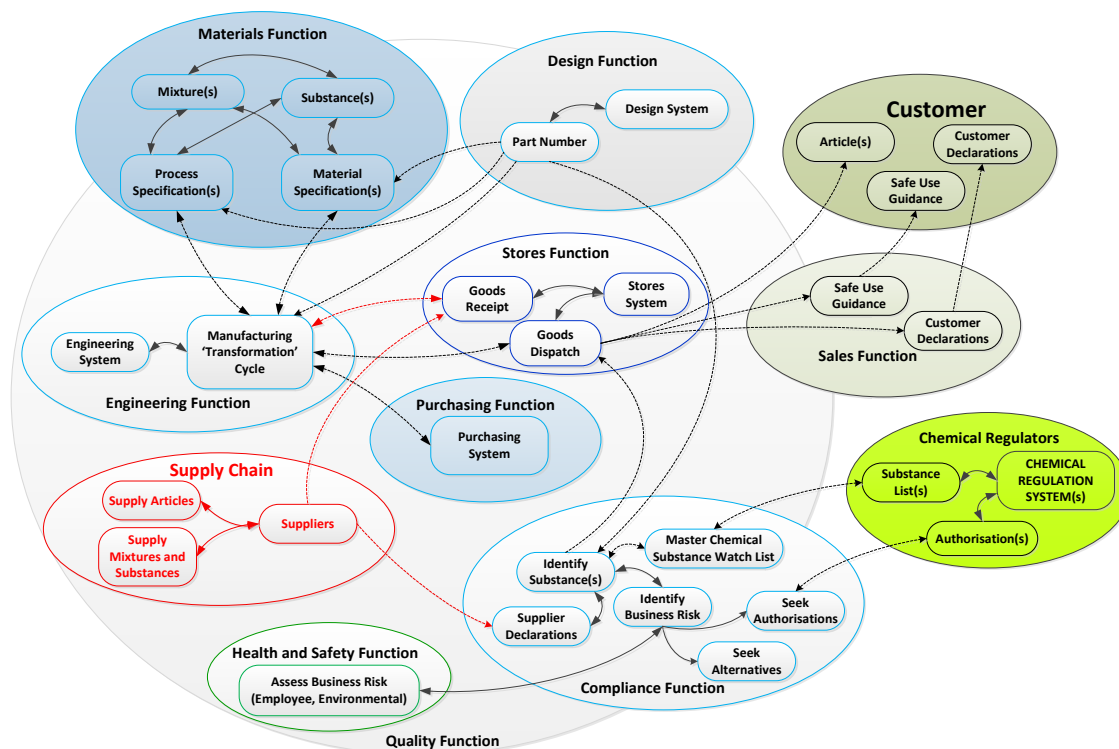 Materials Function
Mixture(s)
Substance(s)
Process
Specification(s)
Material
Specification(s)
Design Function
Design System
Part Number
Customer
Article(s)
Customer
Declarations
Safe Use
Guidance
Stores Function
Goods
Receipt
Stores
System
Goods
Dispatch
Safe Use
Guidance
Customer
Declarations
Sales Function
Engineering
System
Manufacturing
‘Transformation’
Cycle
Engineering Function
Purchasing Function
Purchasing
System
Supply Chain
Supply Articles
Suppliers
Supply
Mixtures and
Substances
Chemical Regulators
Substance
List(s)
CHEMICAL
REGULATION
SYSTEM(s)
Authorisation(s)
Master Chemical
Substance Watch List
Identify
Substance(s)
Identify
Business Risk
Seek
Authorisations
Supplier
Declarations
Seek
Alternatives
Compliance Function
Health and Safety Function
Assess Business Risk
(Employee, Environmental)
Quality Function